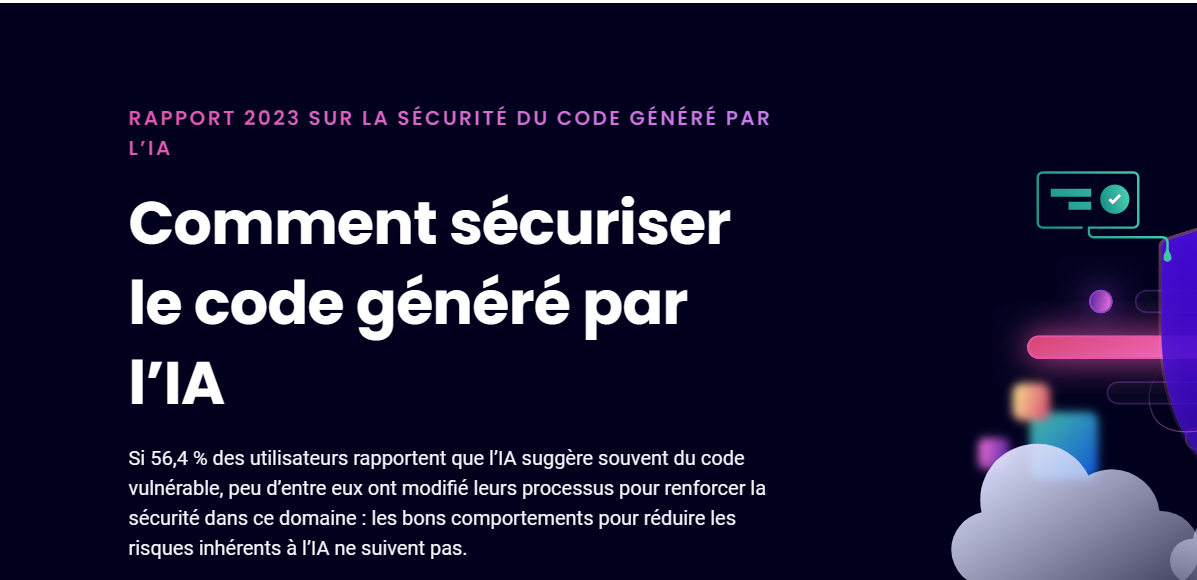 RAPPORT 2023 SUR LA SÉCURITÉ DU CODE GÉNÉRÉ PAR
L’IA
Comment sécuriser
le code généré par
l’IA
Si 56,4 % des utilisateurs rapportent que l’IA suggère souvent du code
vulnérable, peu d’entre eux ont modifié leurs processus pour renforcer la
sécurité dans ce domaine : les bons comportements pour réduire les
risques inhérents à l’IA ne suivent pas.